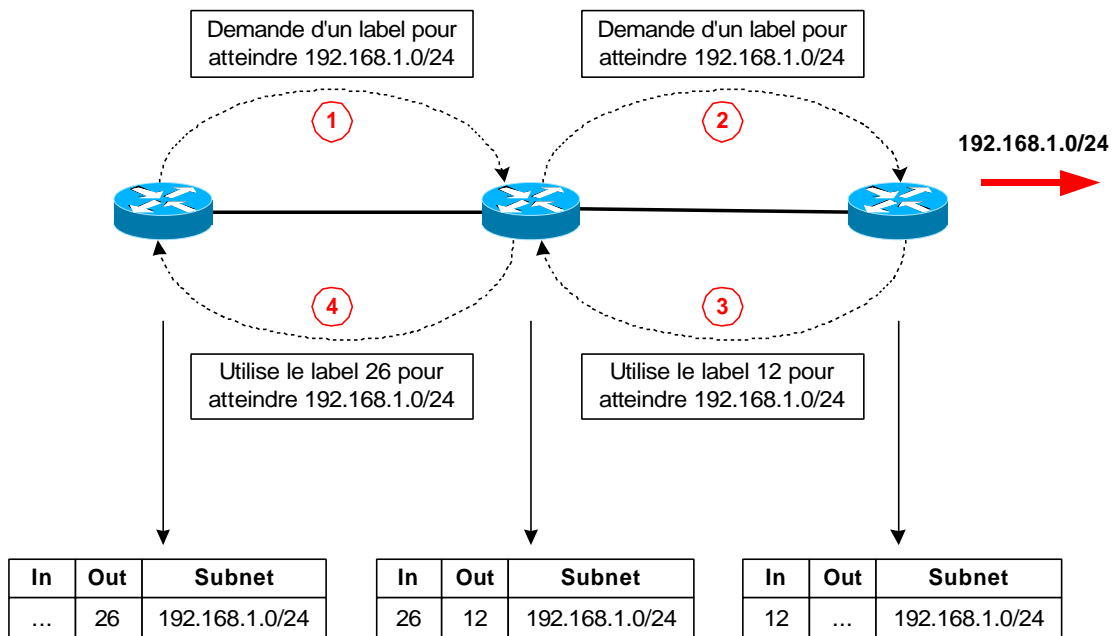 Demande d'un label pour
atteindre 192.168.1.0/24
Demande d'un label pour
atteindre 192.168.1.0/24
1
2
192.168.1.0/24
4
3
Utilise le label 26 pour
atteindre 192.168.1.0/24
Utilise le label 12 pour
atteindre 192.168.1.0/24
In Out Subnet
... 26 192.168.1.0/24
In Out Subnet
26 12 192.168.1.0/24
In Out Subnet
12 ... 192.168.1.0/24